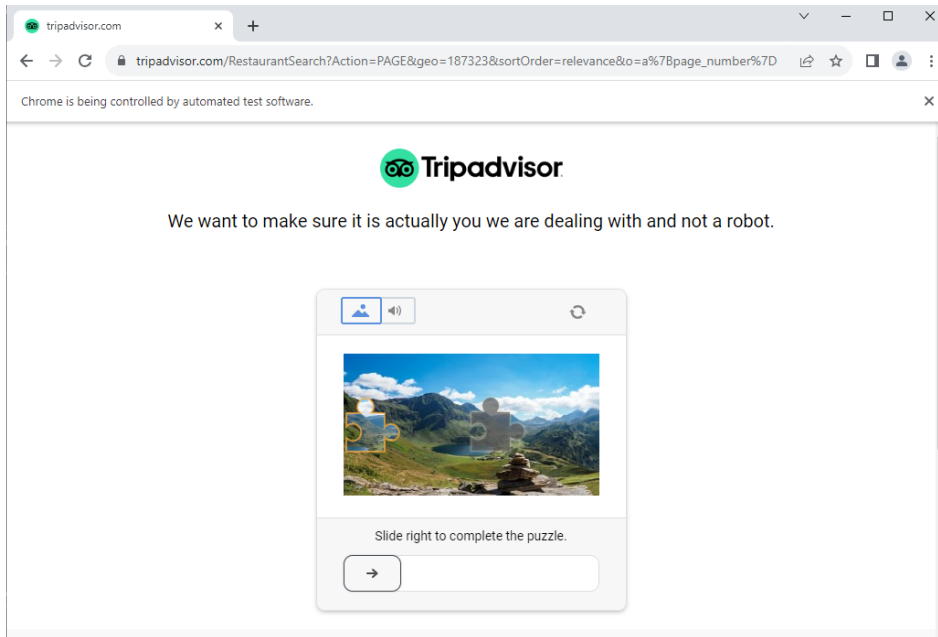 tripadvisor.com
tripadvisor.com/RestaurantSearch?Action=PAGE&geo=187323&sortOrder=relevance&o=a%7Bpage_number%7D
Chrome is being controlled by automated test software.
Tripadvisor
We want to make sure it is actually you we are dealing with and not a robot.
Slide right to complete the puzzle.